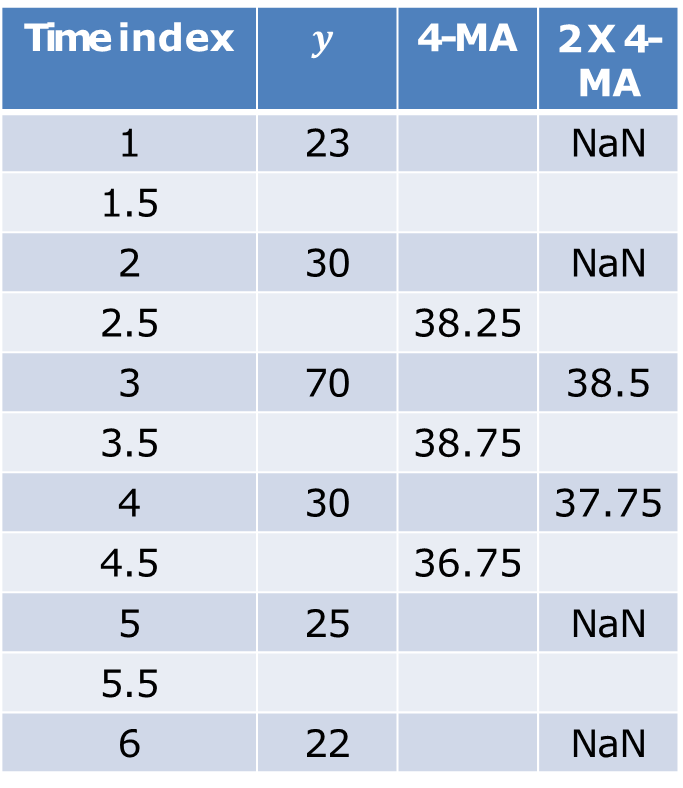 Time index y 4-MA 2 X 4-
MA
1 23 NaN
1.5
2 30 NaN
2.5 38.25
3 70 38.5
3.5 38.75
4 30 37.75
4.5 36.75
5 25 NaN
5.5
6 22 NaN